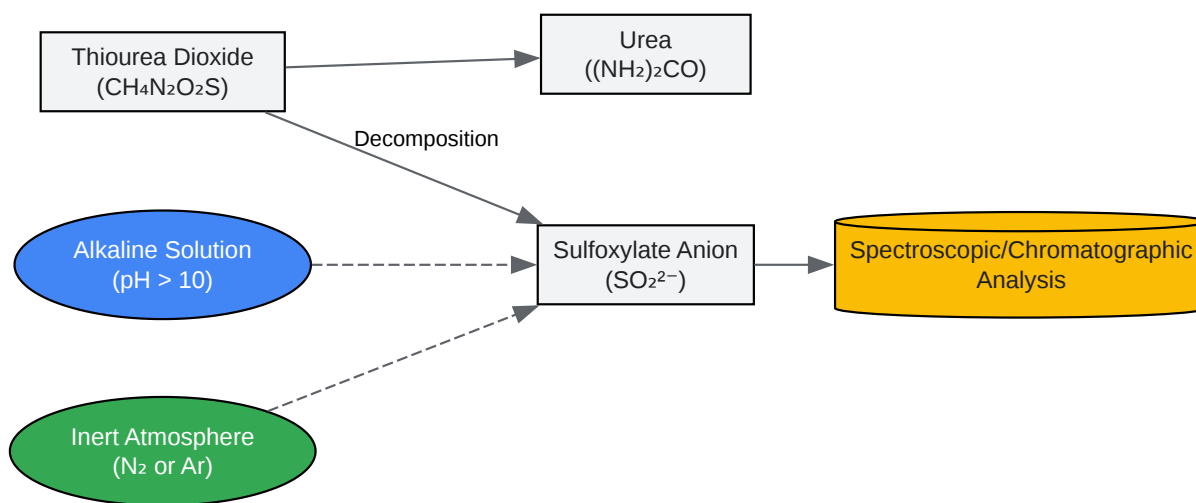 Thiourea Dioxide
(CH₄N₂O₂S)
Urea
((NH₂)₂CO)
Decomposition
Alkaline Solution
(pH > 10)
Sulfoxylate Anion
(SO₂²⁻)
Spectroscopic/Chromatographic
Analysis
Inert Atmosphere
(N₂ or Ar)